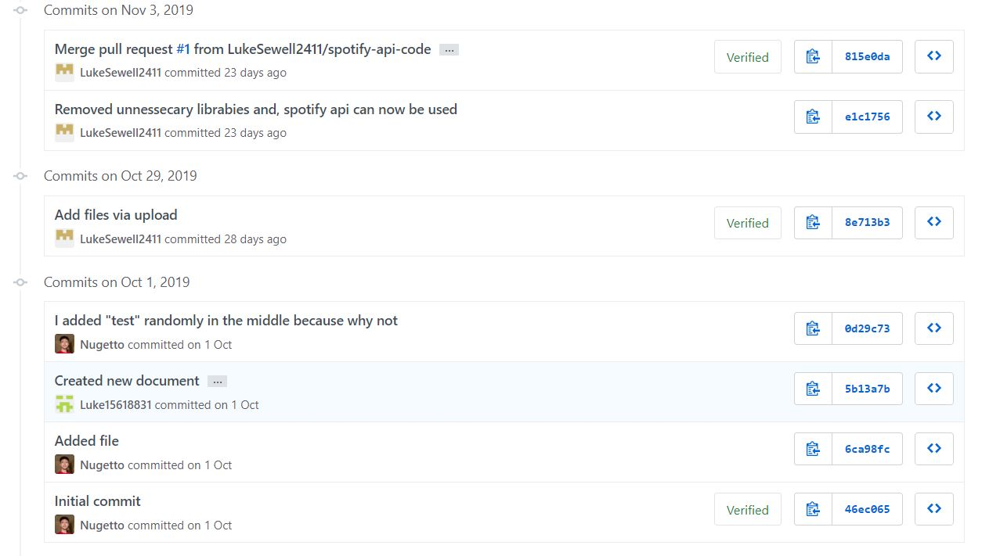 Commits on Nov 3, 2019
Merge pull request #1 from LukeSewell2411/spotify-api-code ...
Verified
815e0da
LukeSewell2411 committed 23 days ago
Removed unnessecary librabies and, spotify api can now be used
e1c1756
LukeSewell2411 committed 23 days ago
Commits on Oct 29, 2019
Add files via upload
Verified
8e713b3
LukeSewell2411 committed 28 days ago
Commits on Oct 1, 2019
I added "test" randomly in the middle because why not
0d29c73
Nugetto committed on 1 Oct
Created new document ...
5b13a7b
Luke15618831 committed on 1 Oct
Added file
6ca98fc
Nugetto committed on 1 Oct
Initial commit
Verified
46ec065
Nugetto committed on 1 Oct